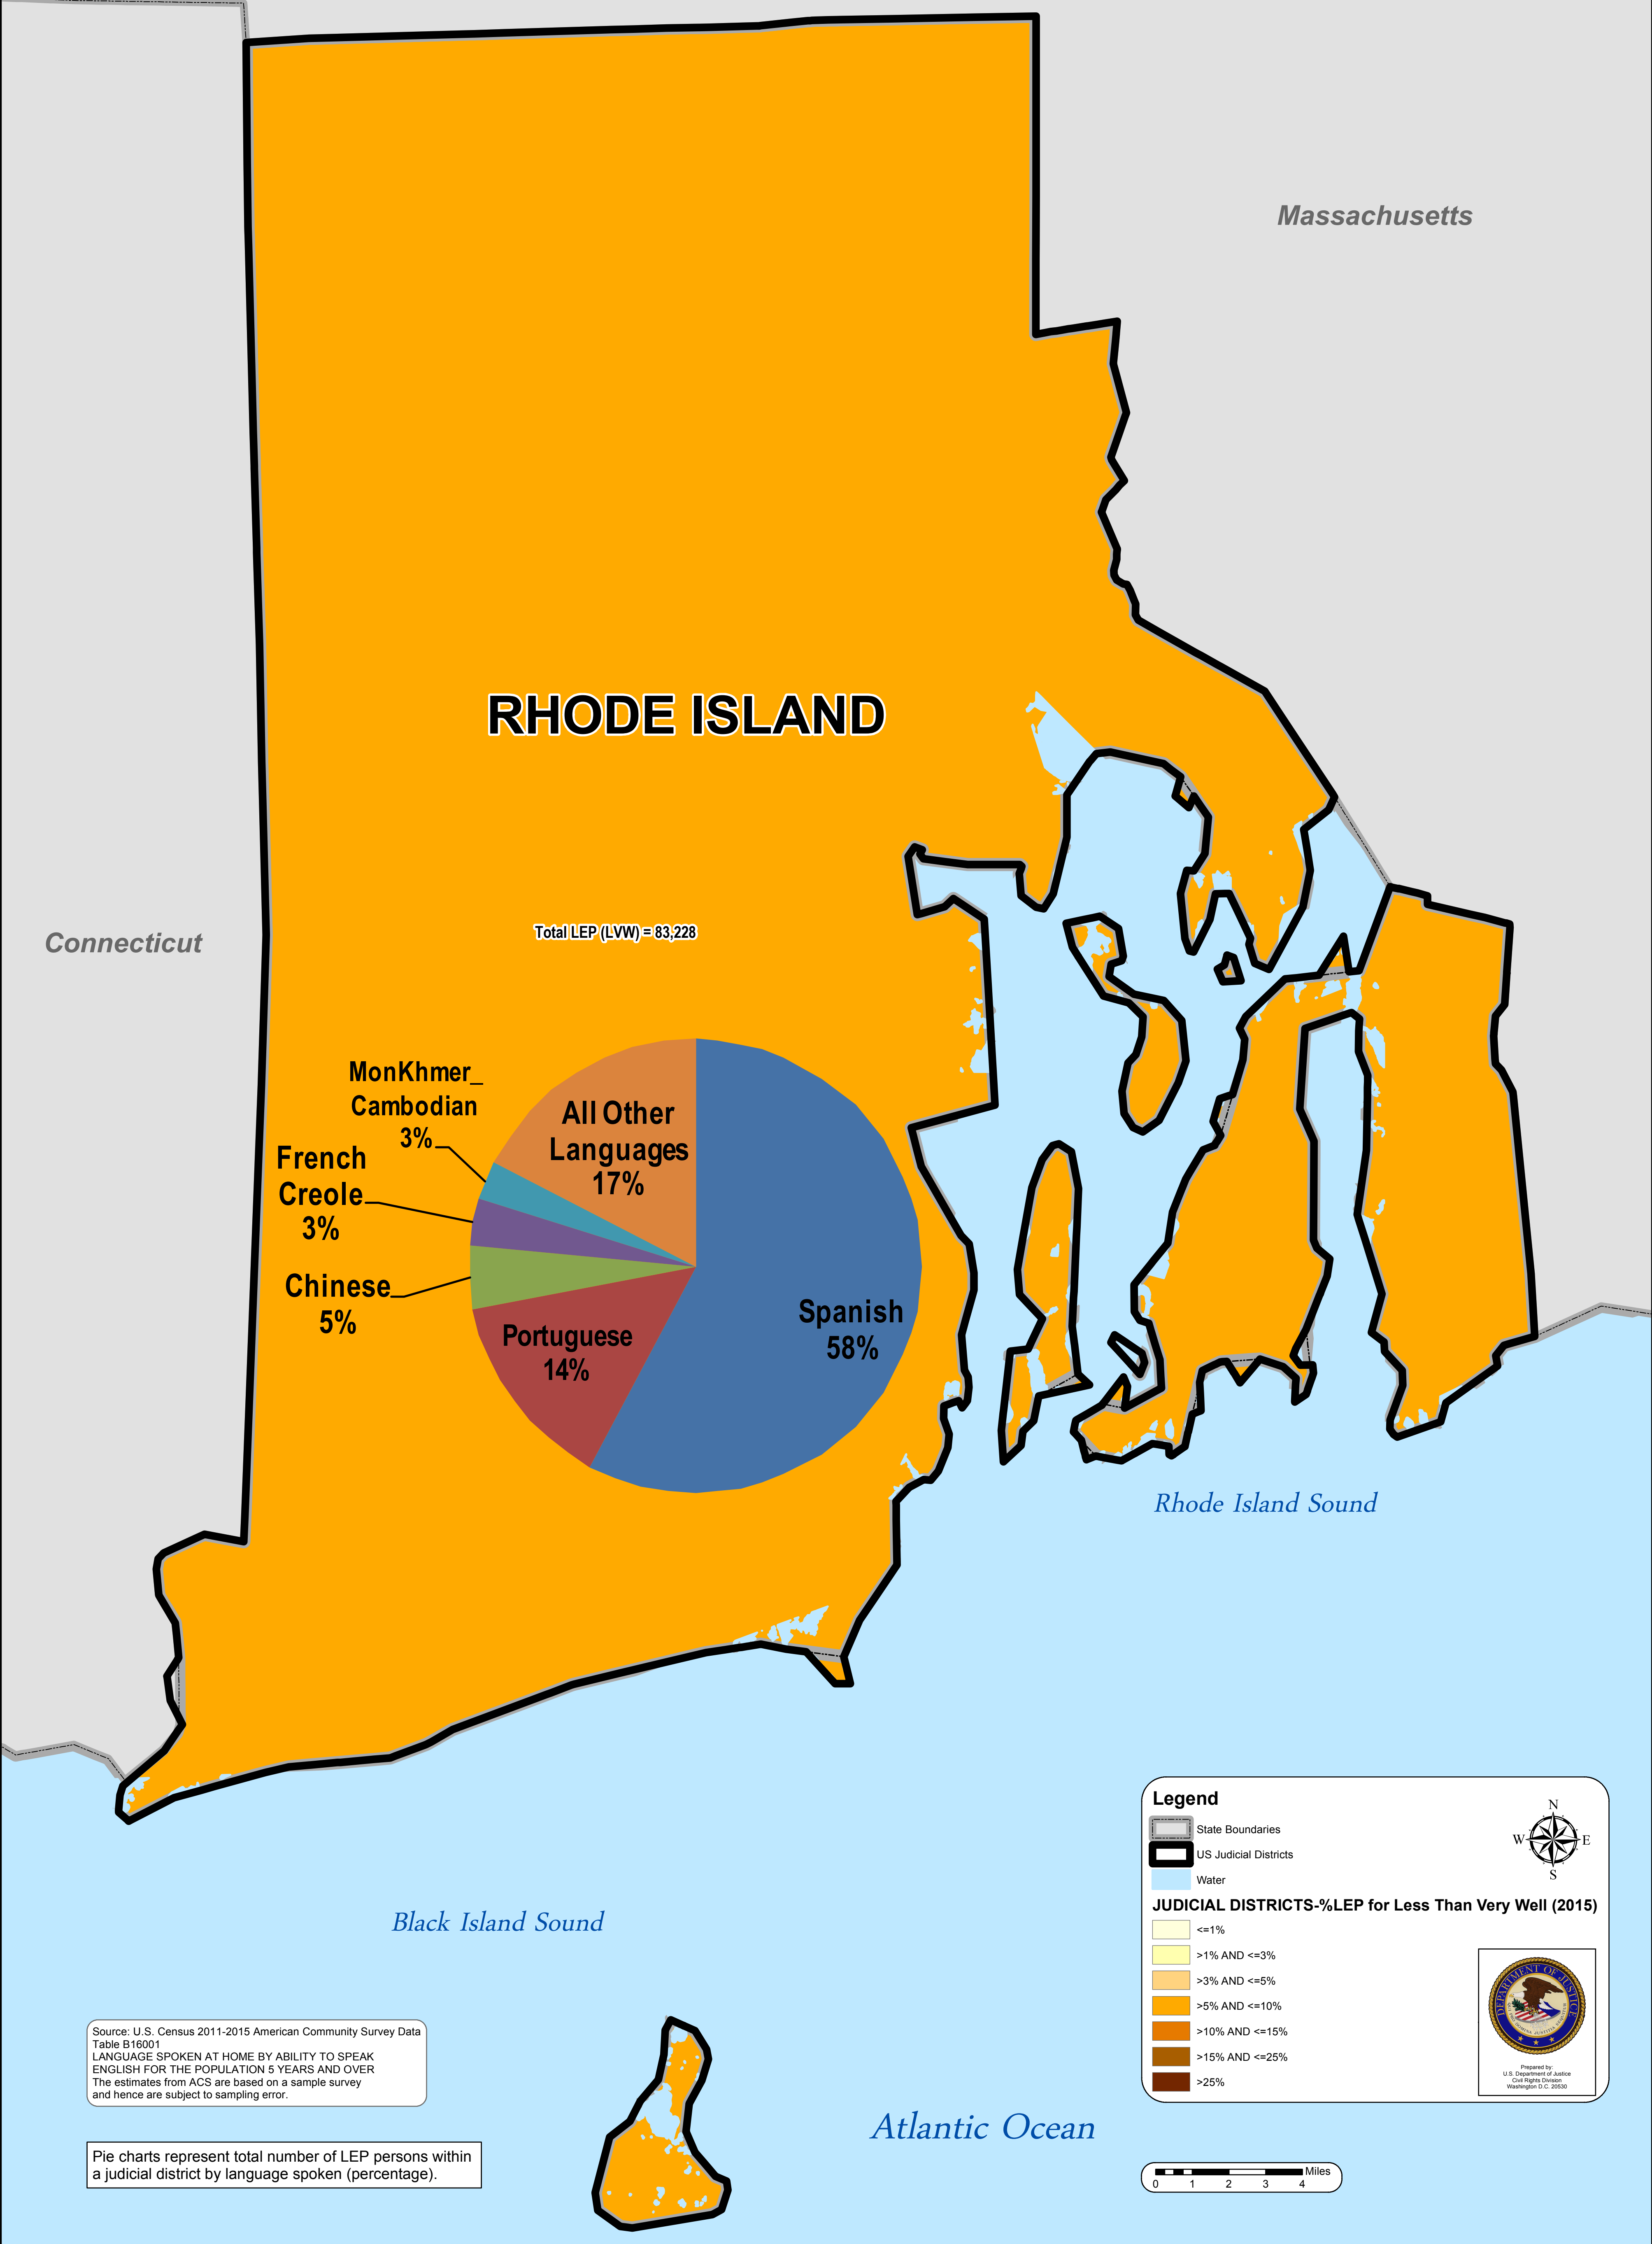 Massachusetts
RHODE ISLAND
Connecticut
Total LEP (LVW) = 83,228
MonKhmer_
Cambodian
3%
French
Creole
3%
Chinese
5%
All Other
Languages
17%
Portuguese
14%
Spanish
58%
Rhode Island Sound
Black Island Sound
Atlantic Ocean
Legend
State Boundaries
US Judicial Districts
Water
N
W
E
S
JUDICIAL DISTRICTS-%LEP for Less Than Very Well (2015)
<=1%
>1% AND <=3%
>3% AND <=5%
>5% AND <=10%
>10% AND <=15%
>15% AND <=25%
>25%
DEPARTMENT OF JUSTICE
Prepared by:
U.S. Department of Justice
Civil Rights Division
Washington D.C. 20530
Source: U.S. Census 2011-2015 American Community Survey Data
Table B16001
LANGUAGE SPOKEN AT HOME BY ABILITY TO SPEAK
ENGLISH FOR THE POPULATION 5 YEARS AND OVER
The estimates from ACS are based on a sample survey
and hence are subject to sampling error.
Pie charts represent total number of LEP persons within
a judicial district by language spoken (percentage).
Miles
0 1 2 3 4